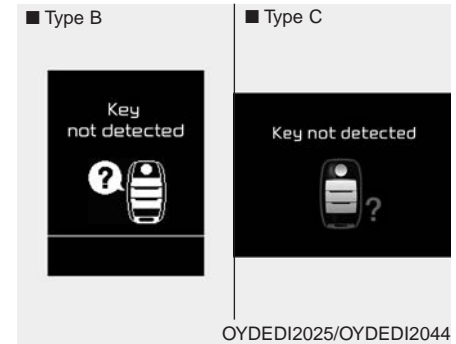 ■ Type B
Key
not detected
?
■ Type C
Key not detected
?
OYDEDI2025/OYDEDI2044